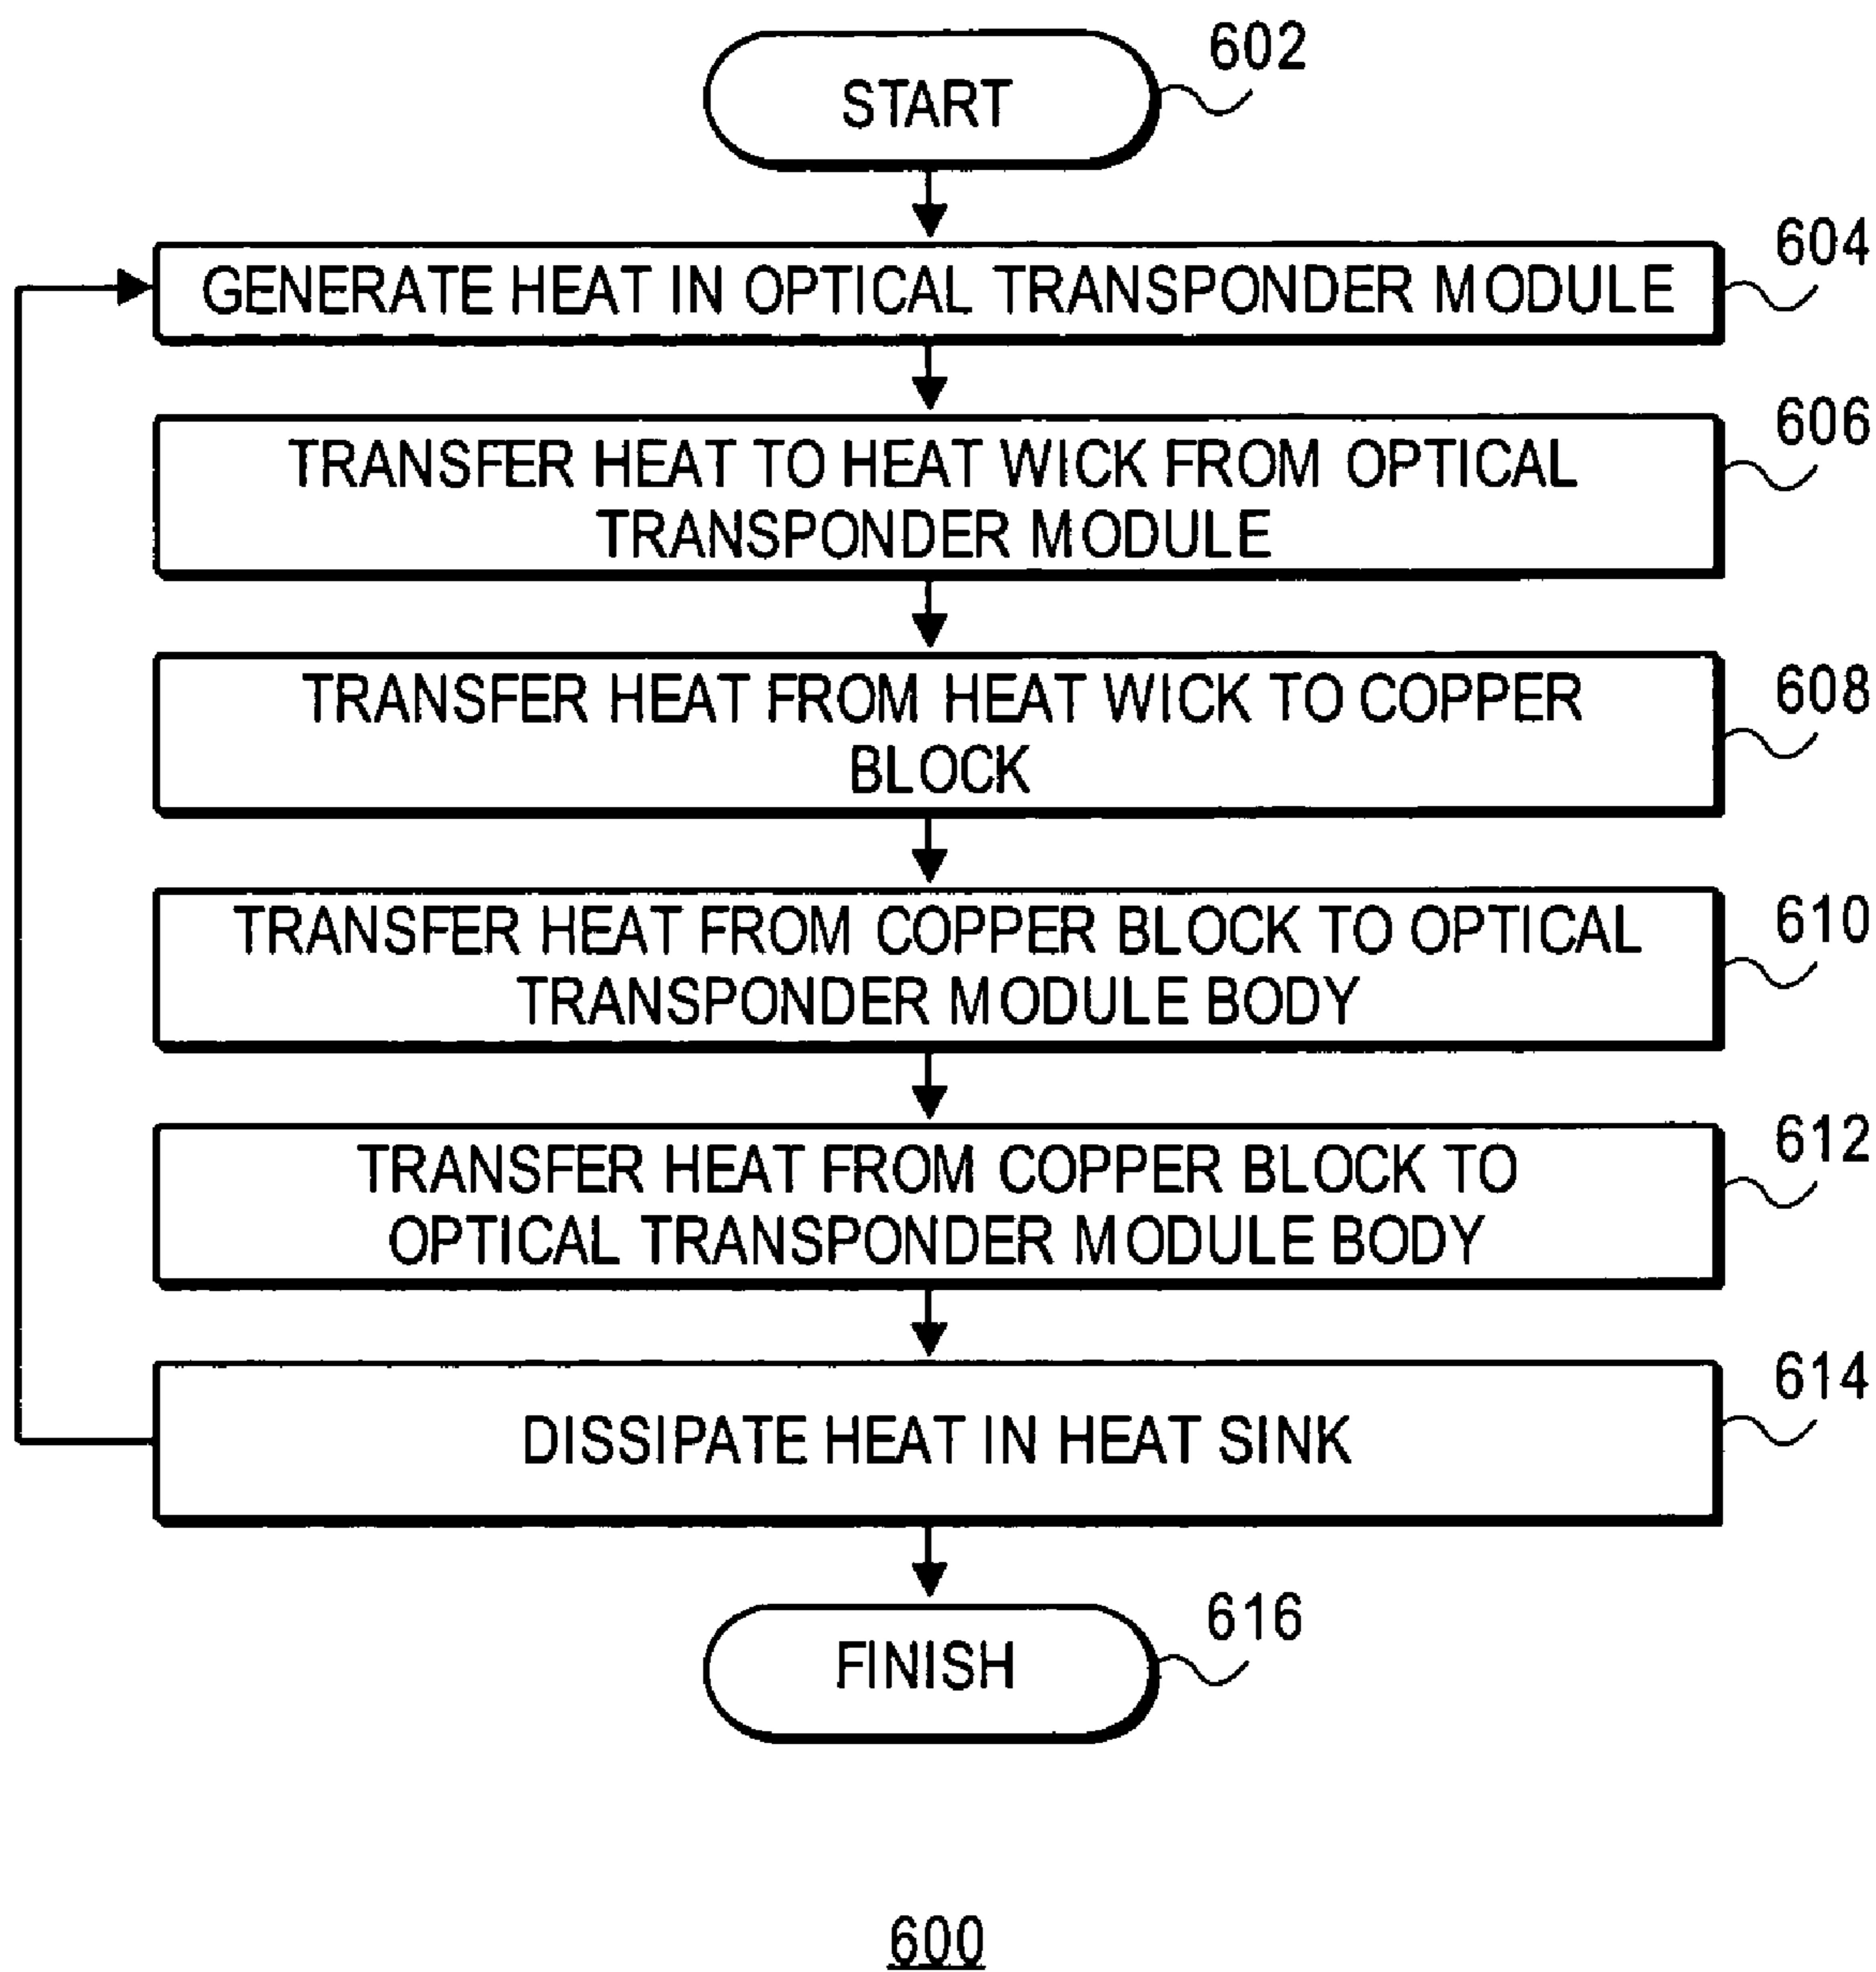 602
START
604
GENERATE HEAT IN OPTICAL TRANSPONDER MODULE
606
TRANSFER HEAT TO HEAT WICK FROM OPTICAL
TRANSPONDER MODULE
608
TRANSFER HEAT FROM HEAT WICK TO COPPER
BLOCK
610
TRANSFER HEAT FROM COPPER BLOCK TO OPTICAL
TRANSPONDER MODULE BODY
612
TRANSFER HEAT FROM COPPER BLOCK TO
OPTICAL TRANSPONDER MODULE BODY
614
DISSIPATE HEAT IN HEAT SINK
616
FINISH
600